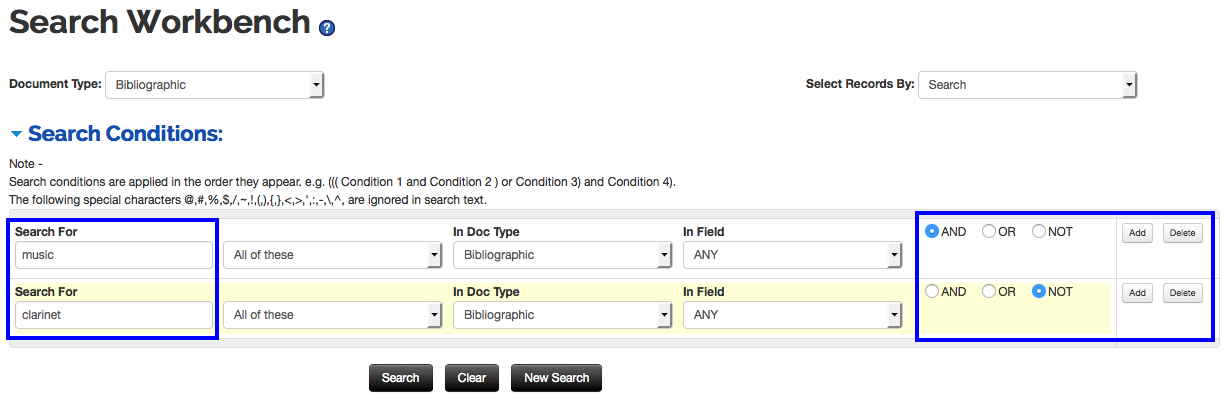 Search Workbench ?
Document Type: Bibliographic Select Records By: Search
Search Conditions:
Note -
Search conditions are applied in the order they appear. e.g. ((( Condition 1 and Condition 2 ) or Condition 3) and Condition 4).
The following special characters @,#,%,$,/,~,!,(,),{,},<,>,',:,-,\,^, are ignored in search text.
Search For In Doc Type In Field AND OR NOT Add Delete
music All of these Bibliographic ANY
Search For In Doc Type In Field AND OR NOT Add Delete
clarinet All of these Bibliographic ANY
Search Clear New Search